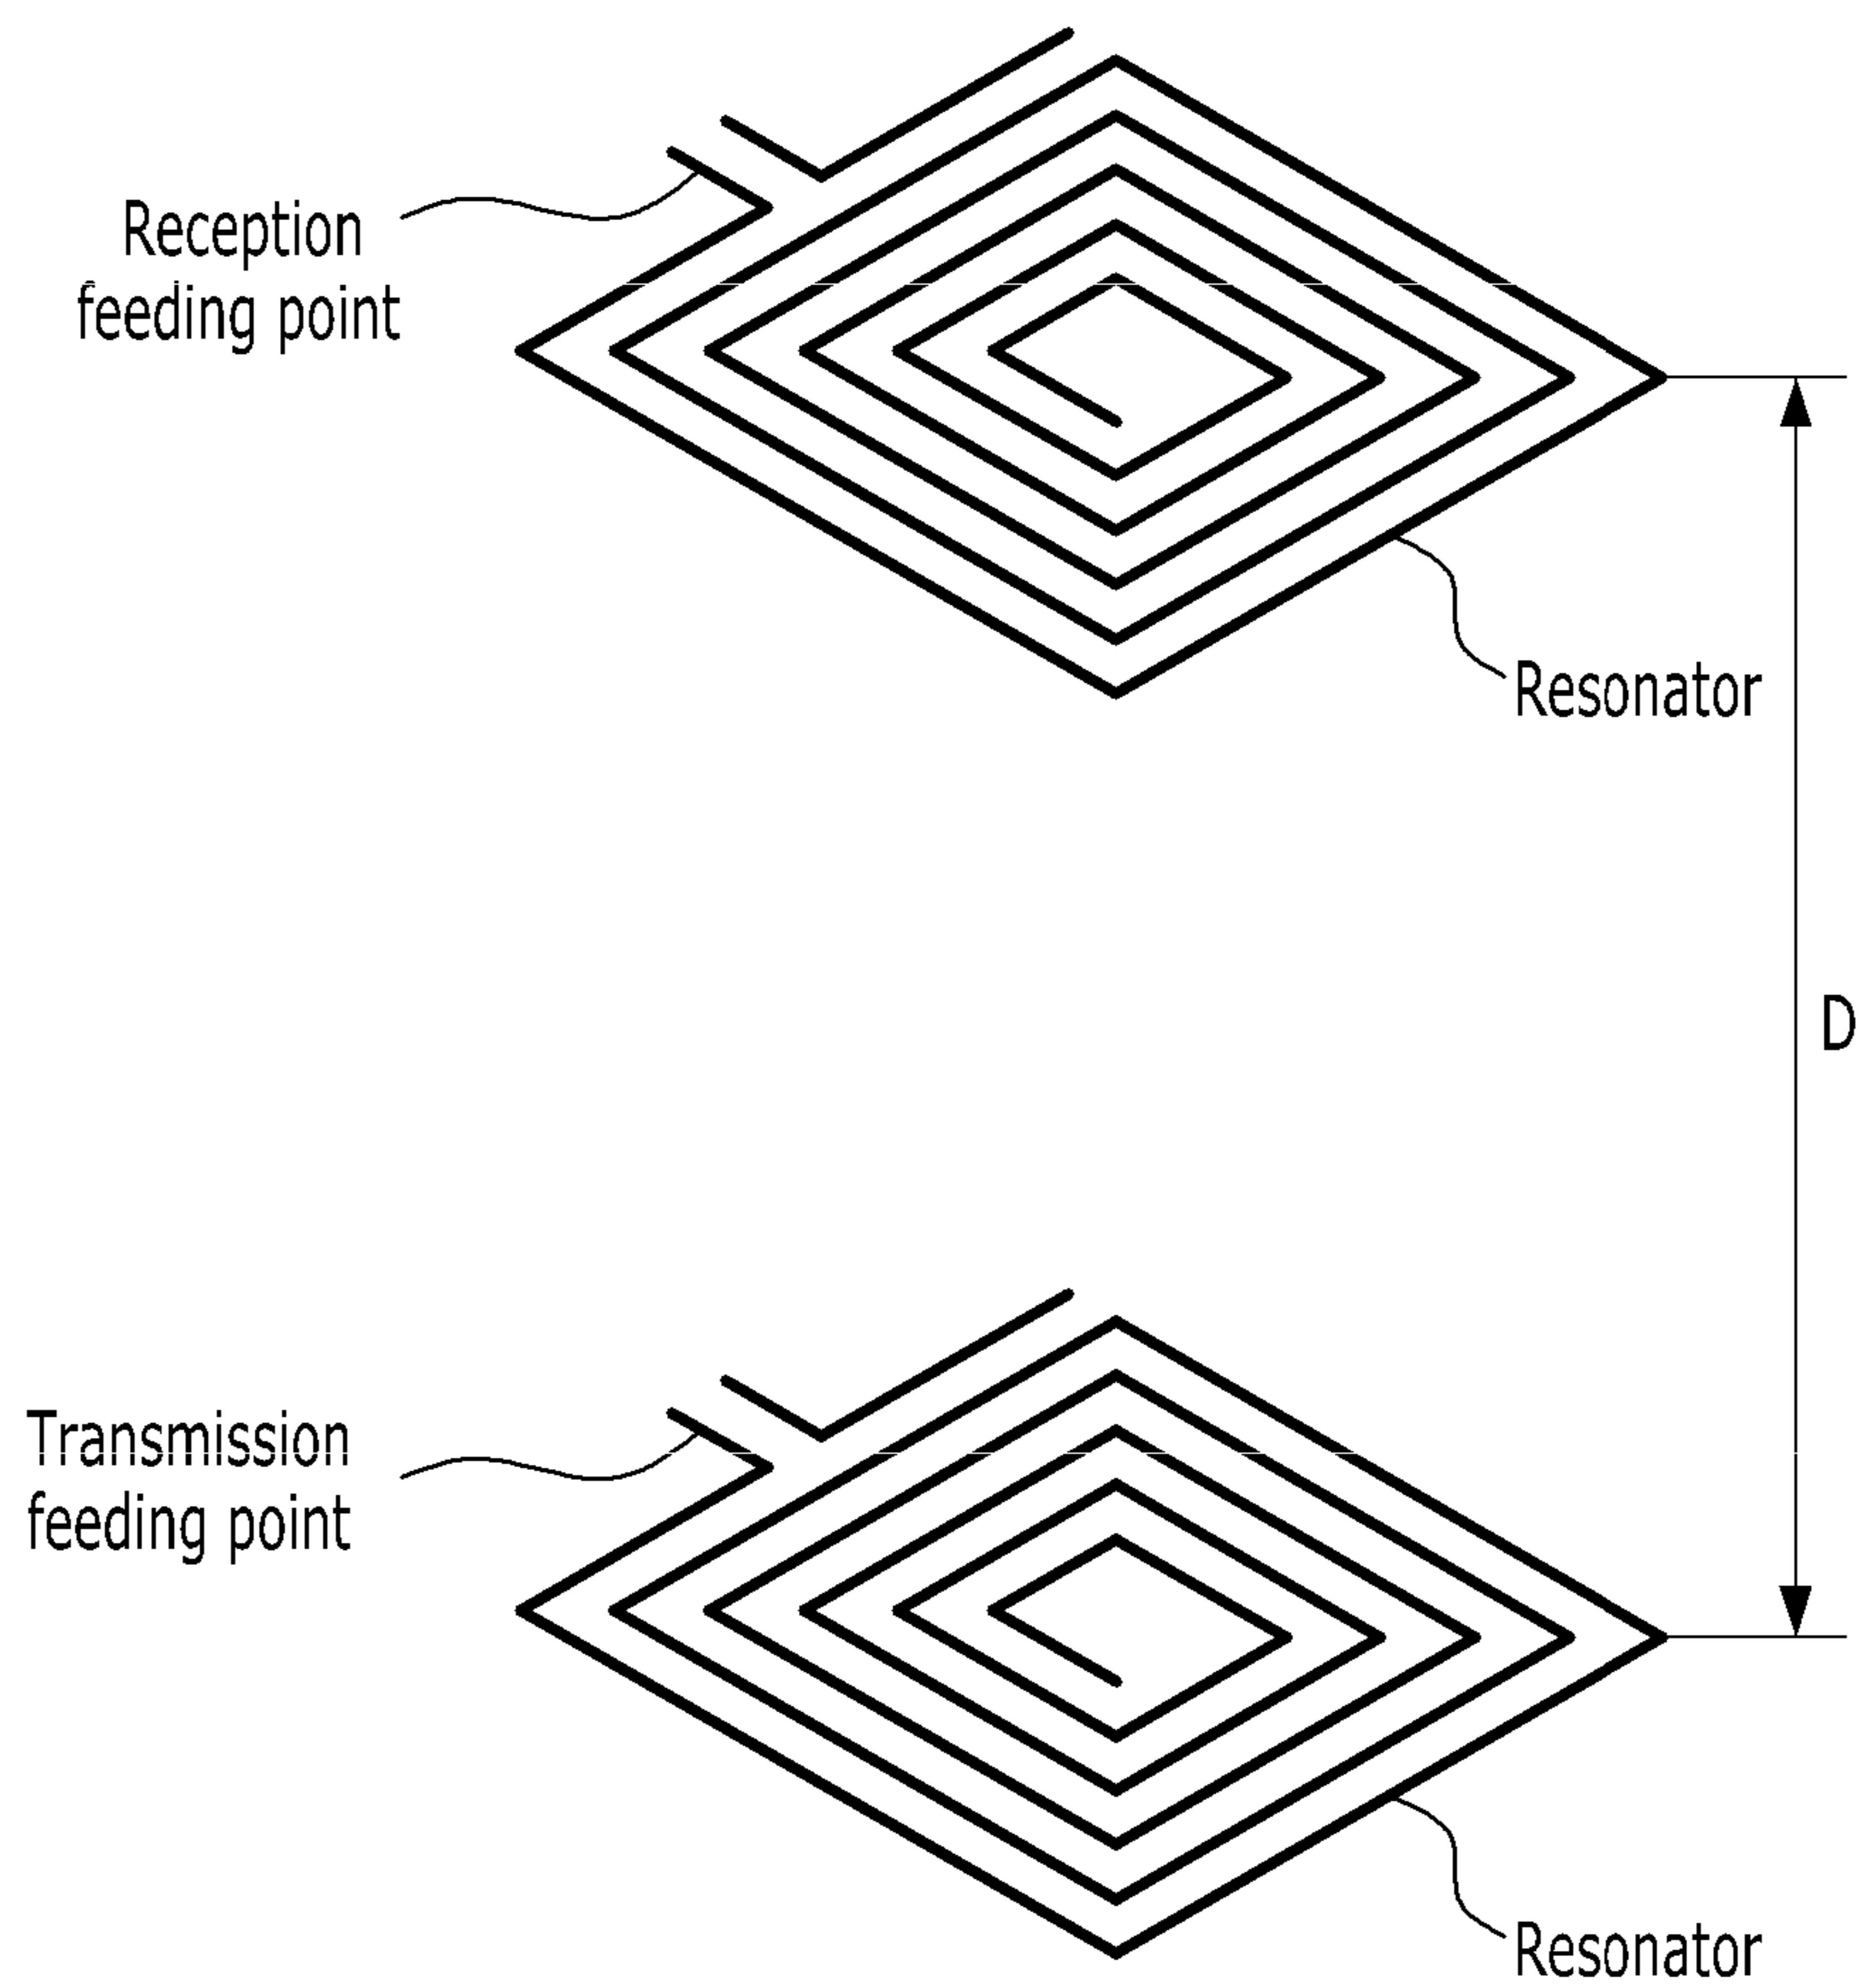 Reception
feeding point
Resonator
D
Transmission
feeding point
Resonator